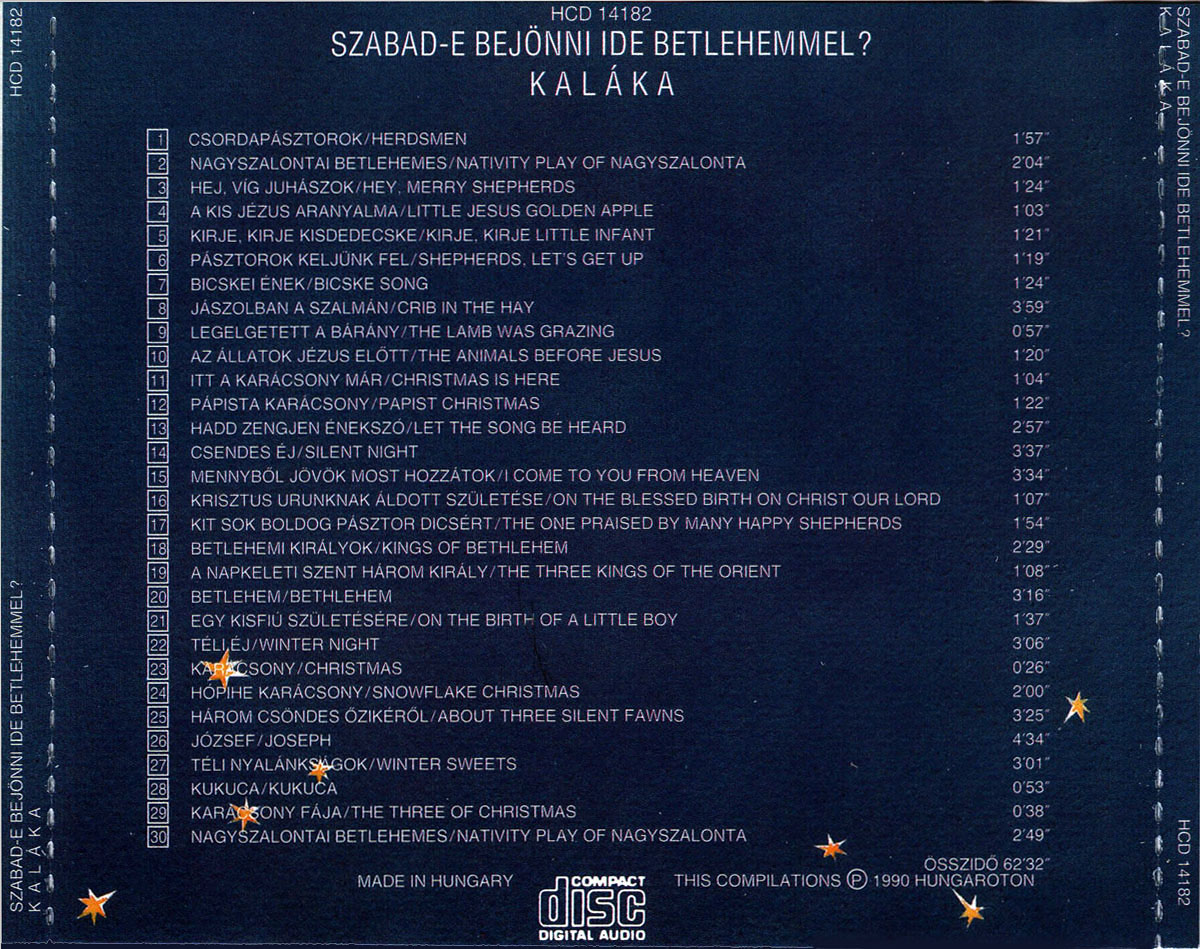 HCD 14182
SZABAD-E BEJÖNNI IDE BETLEHEMMEL?
KALÁKA
1 CSORDAPÁSZTOROK/HERDSMEN 1'57"
2 NAGYSZALONTAI BETLEHEMES/NATIVITY PLAY OF NAGYSZALONTA 2'04"
3 HEJ, VÍG JUHÁSZOK/HEY, MERRY SHEPHERDS 1'24"
4 A KIS JÉZUS ARANYALMA/LITTLE JESUS GOLDEN APPLE 1'03"
5 KIRJE, KIRJE KISDEDECSKE/KIRJE, KIRJE LITTLE INFANT 1'21"
6 PÁSZTOROK KELJÜNK FEL/SHEPHERDS, LET'S GET UP 1'19"
7 BICSKEI ÉNEK/BICSKE SONG 1'24"
8 JÁSZOLBAN A SZALMÁN/CRIB IN THE HAY 3'59"
9 LEGELGETETT A BÁRÁNY/THE LAMB WAS GRAZING 0'57"
10 AZ ÁLLATOK JÉZUS ELŐTT/THE ANIMALS BEFORE JESUS 1'20"
11 ITT A KARÁCSONY MÁR/CHRISTMAS IS HERE 1'04"
12 PÁPISTA KARÁCSONY/PAPIST CHRISTMAS 1'22"
13 HADD ZENGJEN ÉNEKSZÓ/LET THE SONG BE HEARD 2'57"
14 CSENDES ÉJ/SILENT NIGHT 3'37"
15 MENNYBŐL JÖVÖK MOST HOZZÁTOK/I COME TO YOU FROM HEAVEN 3'34"
16 KRISZTUS URUNKNAK ÁLDOTT SZÜLETÉSE/ON THE BLESSED BIRTH ON CHRIST OUR LORD 1'07"
17 KIT SOK BOLDOG PÁSZTOR DICSÉRT/THE ONE PRAISED BY MANY HAPPY SHEPHERDS 1'54"
18 BETLEHEMI KIRÁLYOK/KINGS OF BETHLEHEM 2'29"
19 A NAPKELETI SZENT HÁROM KIRÁLY/THE THREE KINGS OF THE ORIENT 1'08"
20 BETLEHEM/BETHLEHEM 3'16"
21 EGY KISFIÚ SZÜLETÉSÉRE/ON THE BIRTH OF A LITTLE BOY 1'37"
22 TÉLI ÉJ/WINTER NIGHT 3'06"
23 KARÁCSONY/CHRISTMAS 0'26"
24 HÓPIHE KARÁCSONY/SNOWFLAKE CHRISTMAS 2'00"
25 HÁROM CSÖNDES ŐZIKÉRŐL/ABOUT THREE SILENT FAWNS 3'25"
26 JÓZSEF/JOSEPH 4'34"
27 TÉLI NYALÁNKSÁGOK/WINTER SWEETS 3'01"
28 KUKUCA/KUKUCA 0'53"
29 KARÁCSONY FÁJA/THE THREE OF CHRISTMAS 0'38"
30 NAGYSZALONTAI BETLEHEMES/NATIVITY PLAY OF NAGYSZALONTA 2'49"
ÖSSZIDŐ 62'32"
MADE IN HUNGARY
COMPACT
disc
DIGITAL AUDIO
THIS COMPILATIONS Ⓟ 1990 HUNGAROTON
HCD 14182
SZABAD-E BEJÖNNI IDE BETLEHEMMEL?
KALÁKA
SZABAD-E BEJÖNNI IDE BETLEHEMMEL?
KALÁKA
HCD 14182